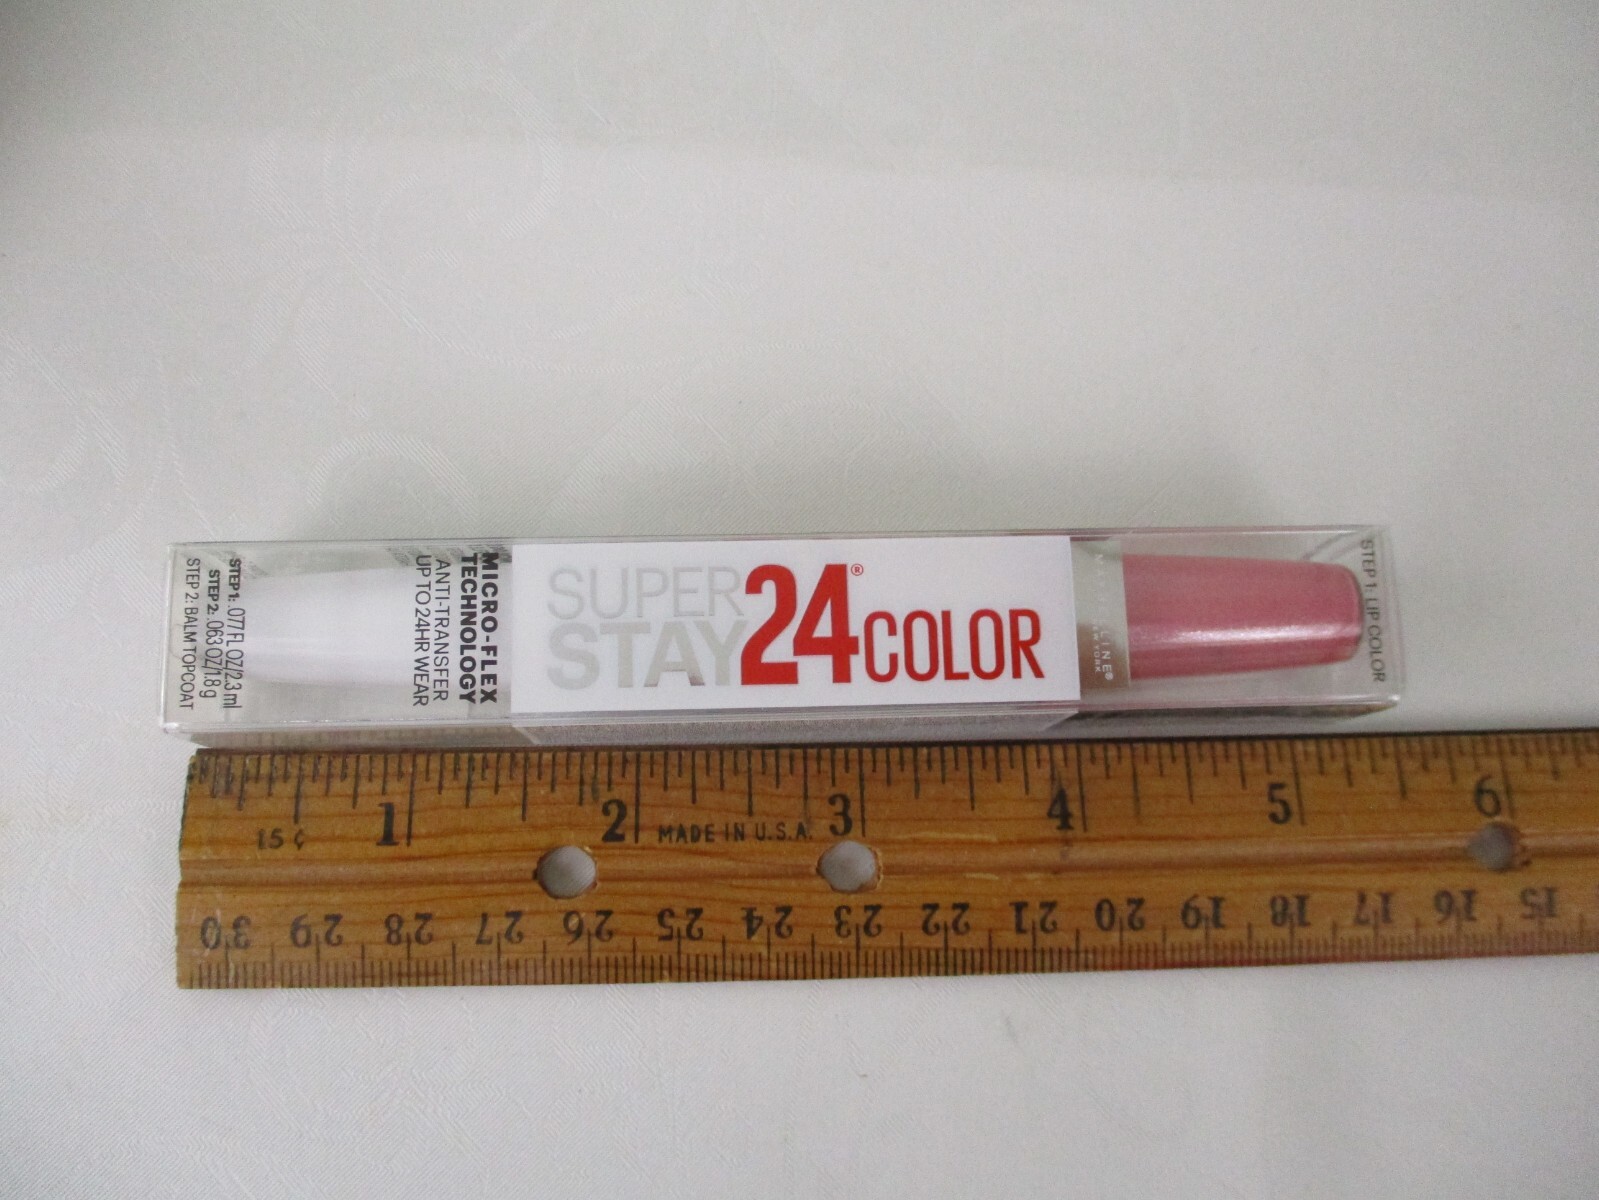 STEP 1: .077 FL OZ/2.3 ml
STEP 2: .063 OZ/1.8 g
STEP 2: BALM TOPCOAT
MICRO-FLEX
TECHNOLOGY
ANTI-TRANSFER
UP TO 24HR WEAR
SUPER
STAY 24® COLOR
MAYBELLINE®
NEW YORK
STEP 1: LIP COLOR
1 2 3 4 5 6
15 ¢ MADE IN U.S.A.
30 29 28 27 26 25 24 23 22 21 20 19 18 17 16 15